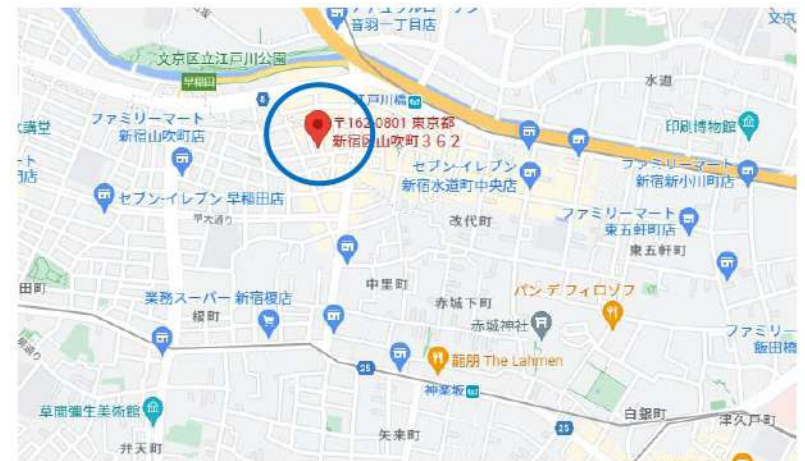 音羽一丁目店
文京区立江戸川公園
早稲田
8
江戸川橋
水道
ファミリーマート
新宿山吹町店
〒162-0801 東京都
新宿区山吹町３６２
印刷博物館
セブン-イレブン 早稲田店
早大通り
セブン-イレブン
新宿水道町中央店
ファミリーマート
新宿新小川町店
改代町
ファミリーマート
東五軒町店
東五軒町
中里町
業務スーパー 新宿榎店
榎町
赤城下町
パン デ フィロソフ
赤城神社
龍朋 The Lahmen
25
神楽坂
ファミリー
飯田橋
草間彌生美術館
白銀町
津久戸町
25
矢来町
弁天町